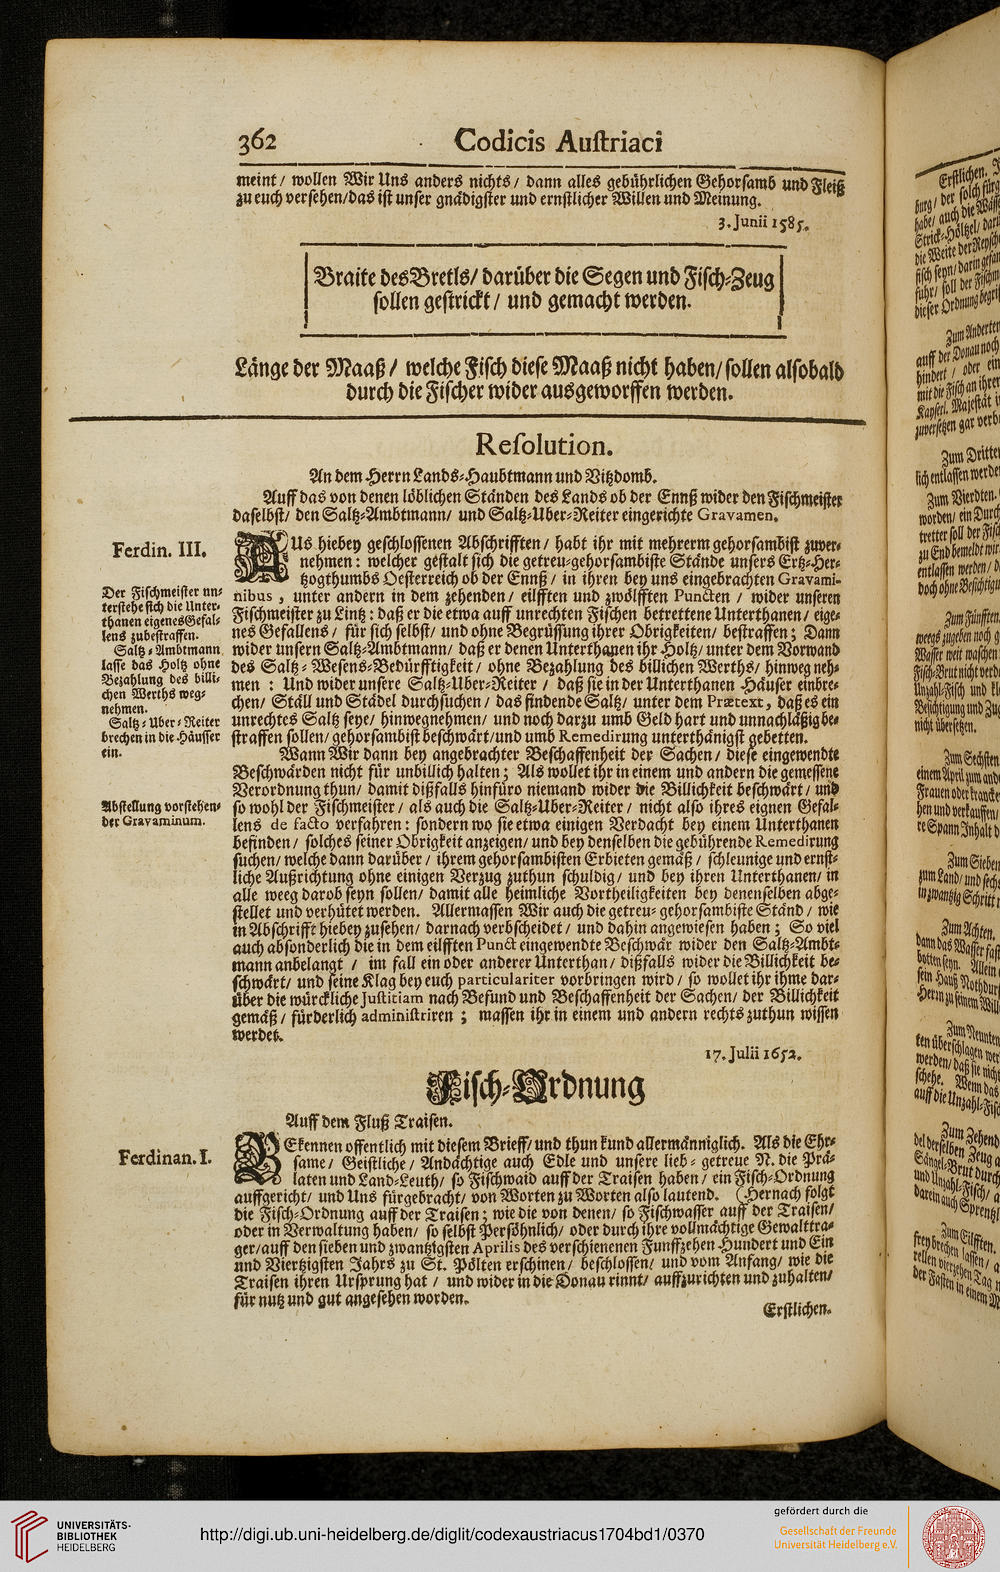 362 Codicis Austriaci
meint / wollen Wir Uns anders nichts / dann alles gebührlichen Gehorsamb und Fleiß
zu euch versehen/das ist unser gnädigster und ernstlicher Willen und Meinung.
3. Junii 1585.
Braite des Bretls/ darüber die Segen und Fisch-Zeug
sollen gestrickt / und gemacht werden.
Länge der Maaß / welche Fisch diese Maaß nicht haben/ sollen alsobald
durch die Fischer wider ausgeworffen werden.
Resolution.
An dem Herrn Lands-Haubtmann und Vitzdomb.
Auff das von denen löblichen Ständen des Lands ob der Ennß wider den Fischmeister
daselbst/ den Saltz-Ambtmann/ und Saltz-Uber-Reiter eingerichte Gravamen.
Ferdin. III.
AUs hiebey geschlossenen Abschrifften / habt ihr mit mehrerm gehorsambist zuver-
nehmen : welcher gestalt sich die getreu-gehorsambiste Stände unsers Ertz-Her-
tzogthumbs Oesterreich ob der Ennß / in ihren bey uns eingebrachten Gravami-
nibus , unter andern in dem zehenden / eilfften und zwölfften Puncten / wider unseren
Fischmeister zu Lintz : daß er die etwa auff unrechten Fischen betrettene Unterthanen / eige-
nes Gefallens / für sich selbst/ und ohne Begrüssung ihrer Obrigkeiten/ bestraffen ; Dann
wider unsern Saltz-Ambtmann/ daß er denen Unterthanen ihr Holtz/ unter dem Vorwand
des Saltz-Wesens-Bedürfftigkeit / ohne Bezahlung des billichen Werths/ hinweg neh-
men : Und wider unsere Saltz-Uber-Reiter / daß sie in der Unterthanen Häuser einbre-
chen/ Ställ und Städel durchsuchen / das findende Saltz/ unter dem Prætext, daß es ein
unrechtes Saltz seye/ hinwegnehmen/ und noch darzu umb Geld hart und unnachläßig be-
straffen sollen/ gehorsambist beschwärt/und umb Remedirung unterthänigst gebetten.
Der Fischmeister un-
terstehe sich die Unter-
thanen eigenes Gefal-
lens zubestraffen.
Saltz-Ambtmann
lasse das Holtz ohne
Bezahlung des billi-
chen Werths weg-
nehmen.
Saltz-Uber-Reiter
brechen in die Häusser
ein.
Wann Wir dann bey angebrachter Beschaffenheit der Sachen / diese eingewendte
Beschwärden nicht für unbillich halten ; Als wollet ihr in einem und andern die gemessene
Verordnung thun/ damit dißfalls hinfüro niemand wider die Billichkeit beschwärt / und
so wohl der Fischmeister / als auch die Saltz-Uber-Reiter / nicht also ihres eignen Gefal-
lens de facto verfahren : sondern wo sie etwa einigen Verdacht bey einem Unterthanen
befinden / solches seiner Obrigkeit anzeigen/ und bey denselben die gebührende Remedirung
suchen/ welche dann darüber / ihrem gehorsambisten Erbieten gemäß / schleunige und ernst-
liche Außrichtung ohne einigen Verzug zuthun schuldig / und bey ihren Unterthanen/ in
alle weeg darob seyn sollen/ damit alle heimliche Vortheiligkeiten bey denenselben abge-
stellet und verhütet werden. Allermassen Wir auch die getreu-gehorsambiste Ständ / wie
in Abschrifft hiebey zusehen/ darnach verbscheidet / und dahin angewiesen haben ; So viel
auch absonderlich die in dem eilfften Punct eingewendte Beschwär wider den Saltz-Ambt-
mann anbelangt / im fall ein oder anderer Unterthan / dißfalls wider die Billichkeit be-
schwärt/ und seine Klag bey euch particulariter vorbringen wird / so wollet ihr ihme dar-
über die würckliche Justitiam nach Befund und Beschaffenheit der Sachen/ der Billichkeit
gemäß / fürderlich administriren ; massen ihr in einem und andern rechts zuthun wissen
werdet.
Abstellung vorstehen-
der Gravaminum.
17. Julii 1652.
Fisch-Ordnung
Auff dem Fluß Traisen.
Ferdinan. I.
BEkennen offentlich mit diesem Brieff/ und thun kund allermänniglich. Als die Ehr-
same / Geistliche / Andächtige auch Edle und unsere lieb-getreue N. die Prä-
laten und Land-Leuth/ so Fischwaid auff der Traisen haben / ein Fisch-Ordnung
auffgericht/ und Uns fürgebracht/ von Worten zu Worten also lautend. (Hernach folgt
die Fisch-Ordnung auff der Traisen ; wie die von denen/ so Fischwasser auff der Traisen/
oder in Verwaltung haben/ so selbst Persöhnlich/ oder durch ihre vollmächtige Gewalttra-
ger/auff den sieben und zwantzigsten Aprilis des verschienenen Funffzehen Hundert und Ein
und Viertzigsten Jahrs zu St. Pölten erschinen / beschlossen/ und vom Anfang/ wie die
Traisen ihren Ursprung hat / und wider in die Donau rinnt/ auffzurichten und zuhalten/
für nutz und gut angesehen worden.
Erstlichen.
UNIVERSITÄTS-
BIBLIOTHEK
HEIDELBERG
http://digi.ub.uni-heidelberg.de/diglit/codexaustriacus1704bd1/0370
gefördert durch die
Gesellschaft der Freunde
Universität Heidelberg e.V.